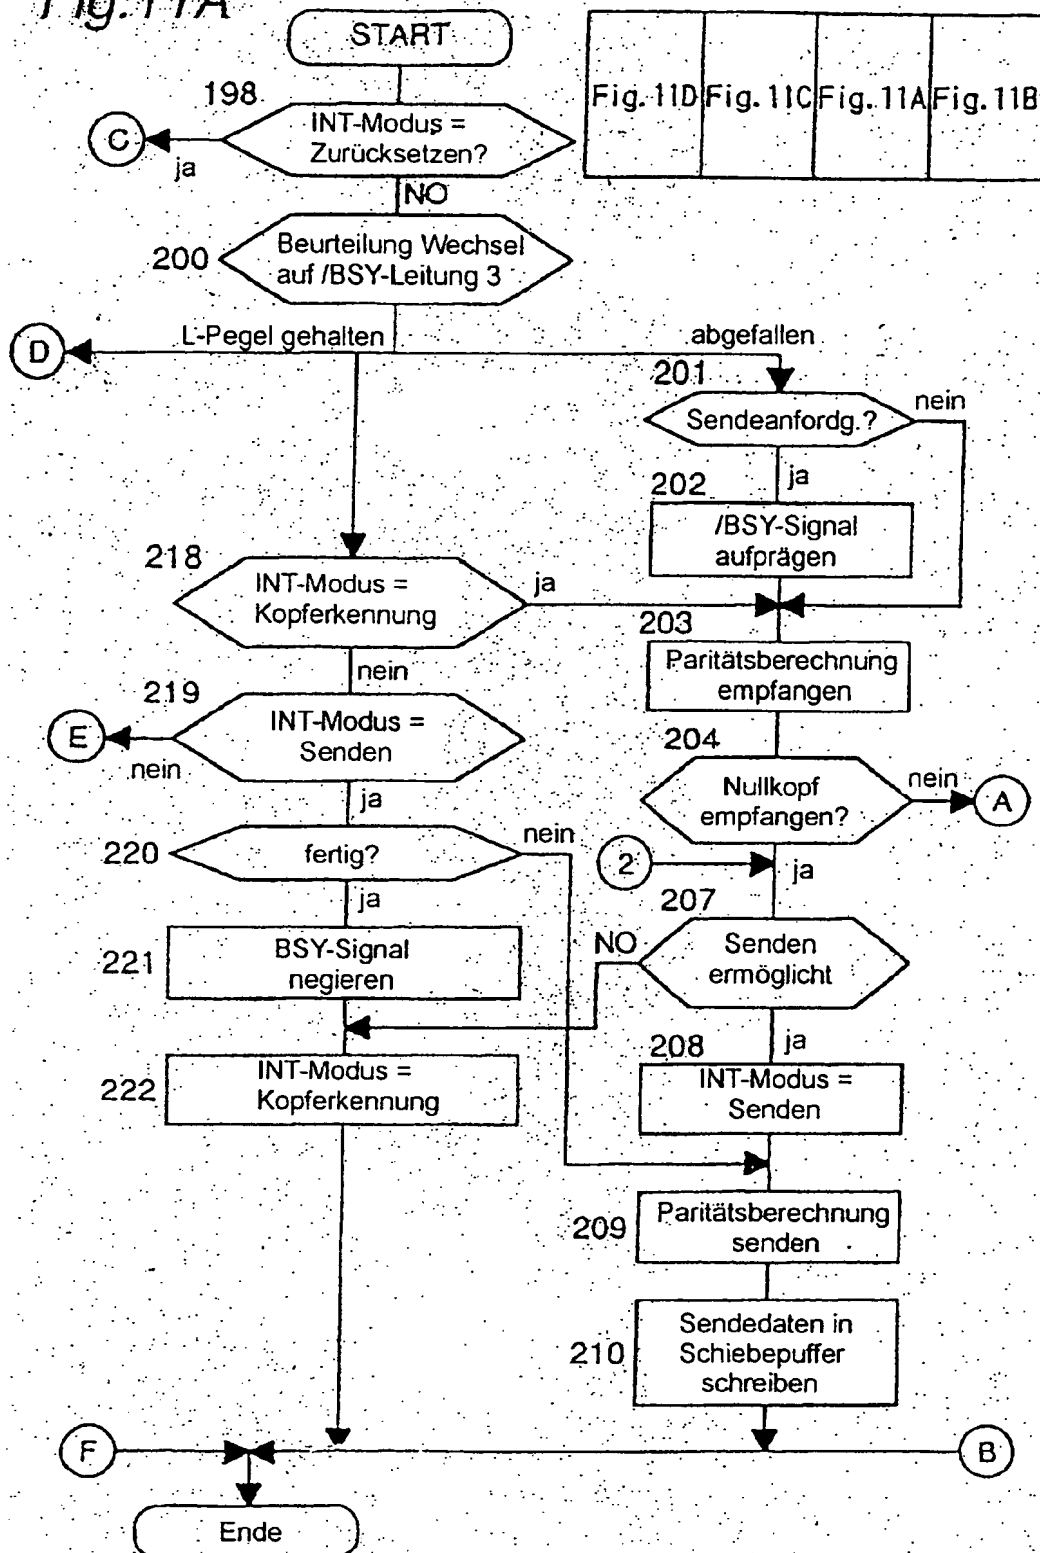 Fig. 11A
START
Fig. 11D Fig. 11C Fig. 11A Fig. 11B
198
INT-Modus =
Zurücksetzen?
C
ja
NO
200
Beurteilung Wechsel
auf /BSY-Leitung 3
D
L-Pegel gehalten
abgefallen
201
Sendeanfordg.?
nein
ja
202
/BSY-Signal
aufprägen
218
INT-Modus =
Kopferkennung
ja
nein
203
Paritätsberechnung
empfangen
219
INT-Modus =
Senden
E
nein
ja
204
Nullkopf
empfangen?
nein
A
220
fertig?
nein
ja
2
ja
207
Senden
ermöglicht
NO
ja
221
BSY-Signal
negieren
222
INT-Modus =
Kopferkennung
208
INT-Modus =
Senden
209
Paritätsberechnung
senden
210
Sendedaten in
Schiebepuffer
schreiben
F
B
Ende